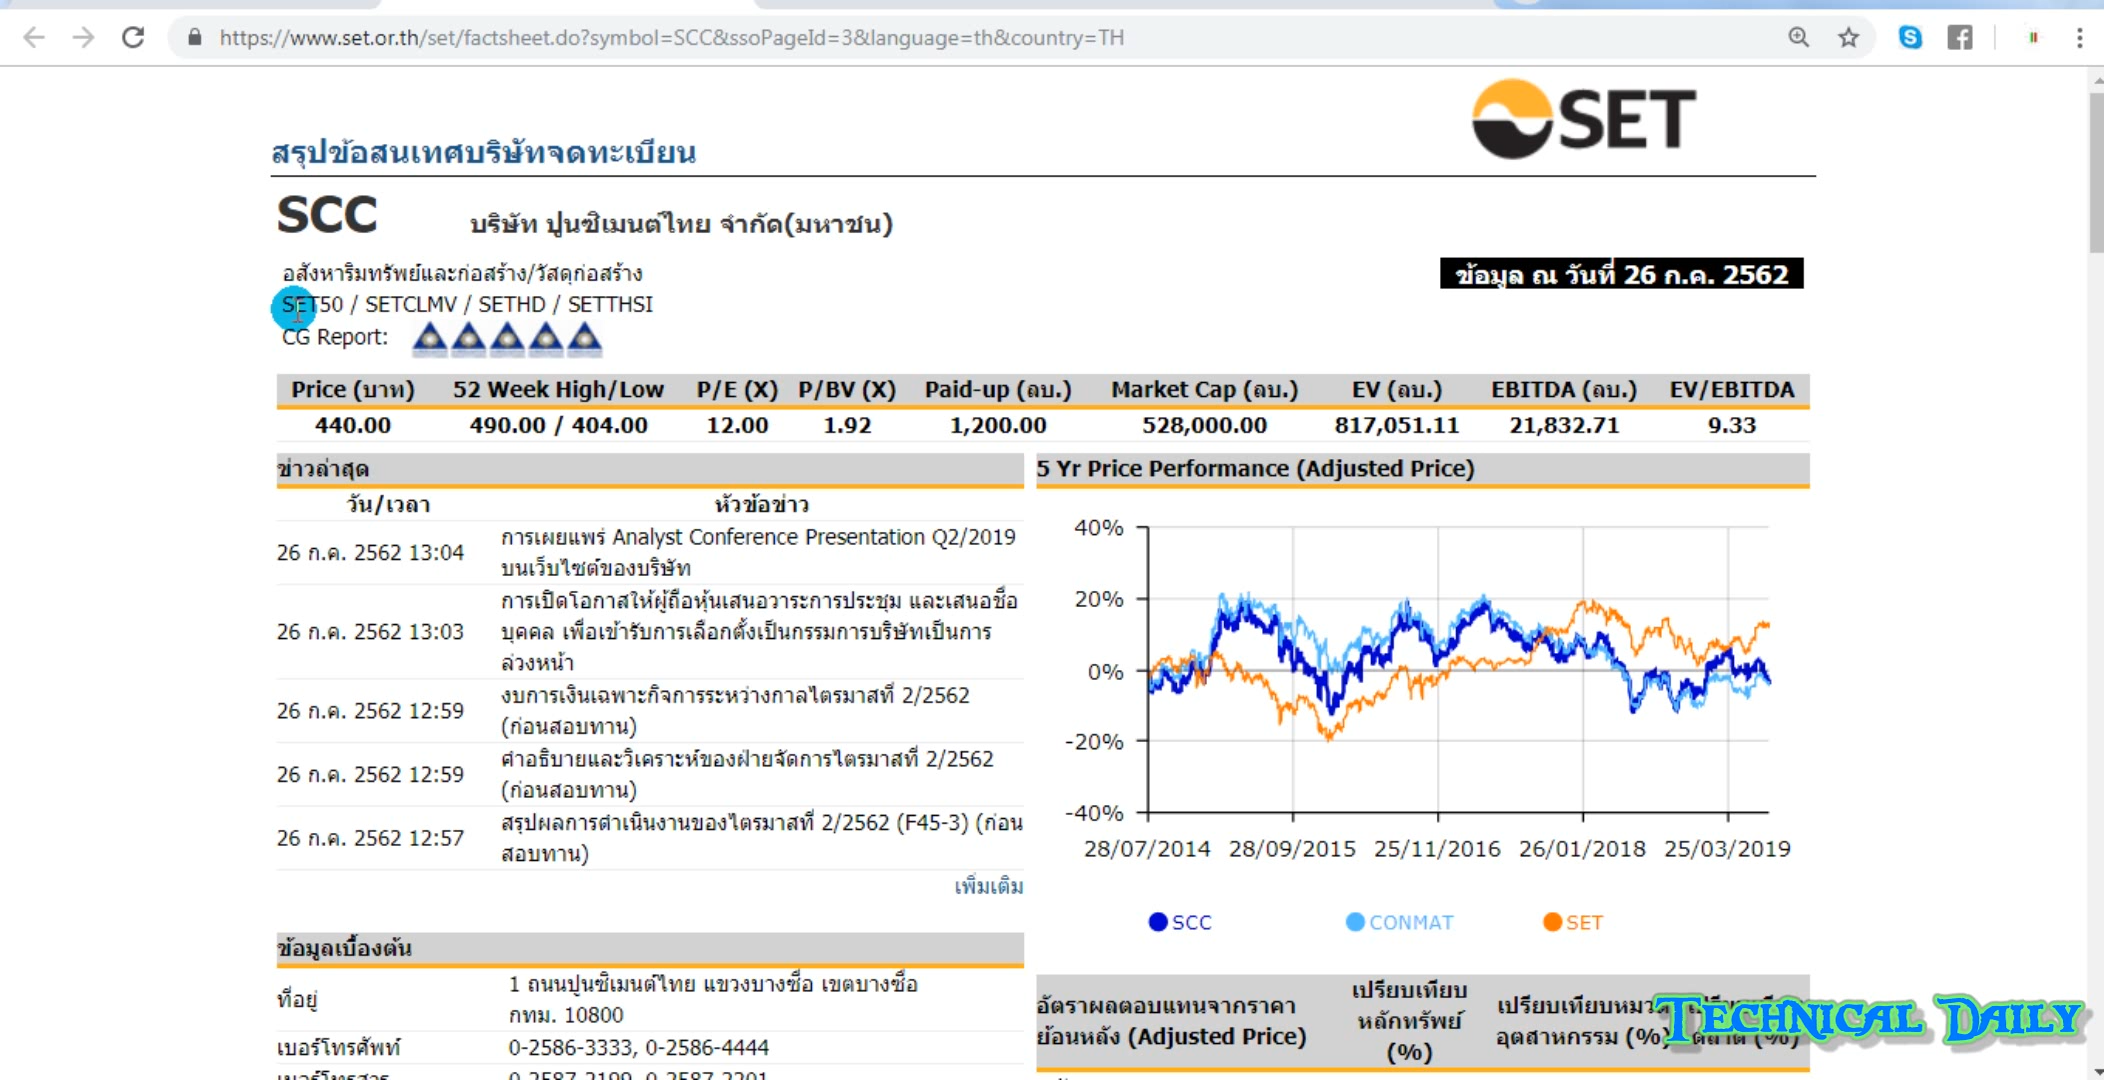 https://www.set.or.th/set/factsheet.do?symbol=SCC&ssoPageId=3&language=th&country=TH
SET
สรุปข้อสนเทศบริษัทจดทะเบียน
SCC บริษัท ปูนซิเมนต์ไทย จำกัด(มหาชน)
อสังหาริมทรัพย์และก่อสร้าง/วัสดุก่อสร้าง
ข้อมูล ณ วันที่ 26 ก.ค. 2562
SET50 / SETCLMV / SETHD / SETTHSI
CG Report:
Price (บาท) 52 Week High/Low P/E (X) P/BV (X) Paid-up (ลบ.) Market Cap (ลบ.) EV (ลบ.) EBITDA (ลบ.) EV/EBITDA
440.00 490.00 / 404.00 12.00 1.92 1,200.00 528,000.00 817,051.11 21,832.71 9.33
ข่าวล่าสุด
วัน/เวลา หัวข้อข่าว
26 ก.ค. 2562 13:04 การเผยแพร่ Analyst Conference Presentation Q2/2019
บนเว็บไซต์ของบริษัท
26 ก.ค. 2562 13:03 การเปิดโอกาสให้ผู้ถือหุ้นเสนอวาระการประชุม และเสนอชื่อ
บุคคล เพื่อเข้ารับการเลือกตั้งเป็นกรรมการบริษัทเป็นการ
ล่วงหน้า
26 ก.ค. 2562 12:59 งบการเงินเฉพาะกิจการระหว่างกาลไตรมาสที่ 2/2562
(ก่อนสอบทาน)
26 ก.ค. 2562 12:59 คำอธิบายและวิเคราะห์ของฝ่ายจัดการไตรมาสที่ 2/2562
(ก่อนสอบทาน)
26 ก.ค. 2562 12:57 สรุปผลการดำเนินงานของไตรมาสที่ 2/2562 (F45-3) (ก่อน
สอบทาน)
เพิ่มเติม
5 Yr Price Performance (Adjusted Price)
40%
20%
0%
-20%
-40%
28/07/2014 28/09/2015 25/11/2016 26/01/2018 25/03/2019
SCC CONMAT SET
ข้อมูลเบื้องต้น
ที่อยู่ 1 ถนนปูนซิเมนต์ไทย แขวงบางซื่อ เขตบางซื่อ
กทม. 10800
เบอร์โทรศัพท์ 0-2586-3333, 0-2586-4444
เบอร์โทรสาร 0-2587-2199, 0-2587-2201
อัตราผลตอบแทนจากราคา
ย้อนหลัง (Adjusted Price)
เปรียบเทียบ
หลักทรัพย์
(%)
เปรียบเทียบหมวด
อุตสาหกรรม (%)
TECHNICAL DAILY